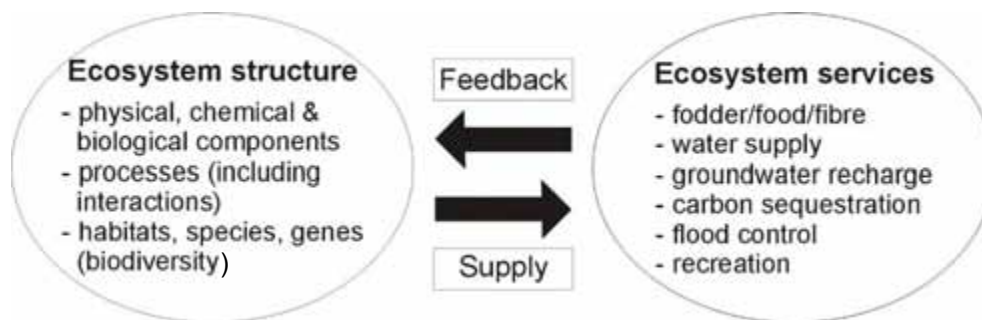 Ecosystem structure
- physical, chemical &
biological components
- processes (including
interactions)
- habitats, species, genes
(biodiversity)
Feedback
Supply
Ecosystem services
- fodder/food/fibre
- water supply
- groundwater recharge
- carbon sequestration
- flood control
- recreation